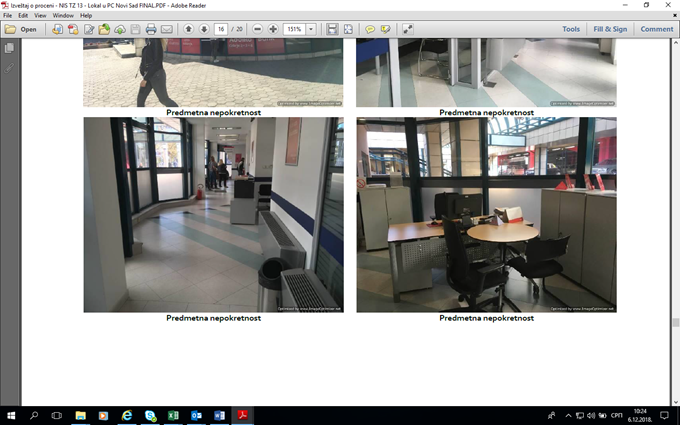 Izveštaj o proceni - NIS TZ 13 - Lokal u PC Novi Sad FINAL.PDF - Adobe Reader
File Edit View Window Help
Open 16 / 20 151% Tools Fill & Sign Comment
Predmetna nepokretnost Predmetna nepokretnost
Predmetna nepokretnost Predmetna nepokretnost
10:24
СРП 6.12.2018.